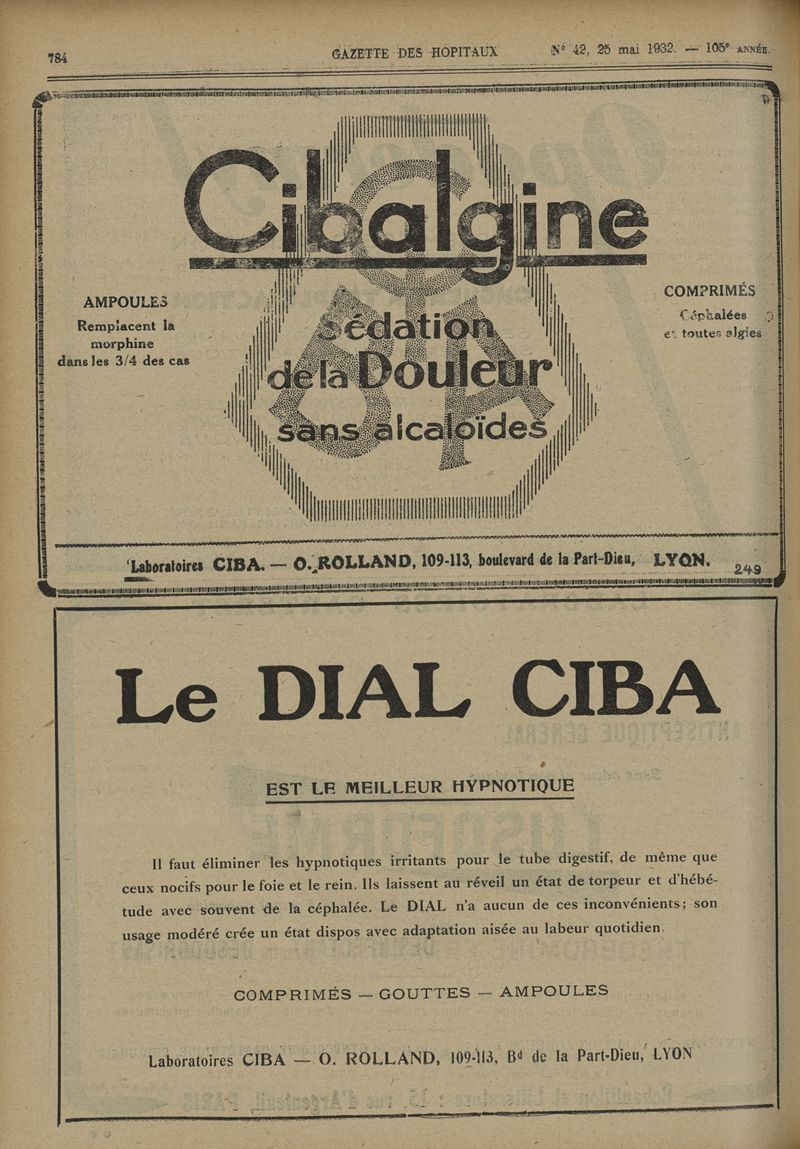 784
GAZETTE DES HOPITAUX
N° 42, 25 mai 1932. — 105e ANNÉE.
Cibalgine
AMPOULES
Remplacent la
morphine
dans les 3/4 des cas
COMPRIMÉS
Céphalées
et toutes algies
Sédation
de la Douleur
sans alcaloïdes
CIBA
Laboratoires CIBA. — O. ROLLAND, 109-113, boulevard de la Part-Dieu, LYON.
249
Le DIAL CIBA
EST LE MEILLEUR HYPNOTIQUE
Il faut éliminer les hypnotiques irritants pour le tube digestif, de même que
ceux nocifs pour le foie et le rein. Ils laissent au réveil un état de torpeur et d'hébé-
tude avec souvent de la céphalée. Le DIAL n'a aucun de ces inconvénients; son
usage modéré crée un état dispos avec adaptation aisée au labeur quotidien.
COMPRIMÉS — GOUTTES — AMPOULES
Laboratoires CIBA — O. ROLLAND, 109-113, Bd de la Part-Dieu, LYON